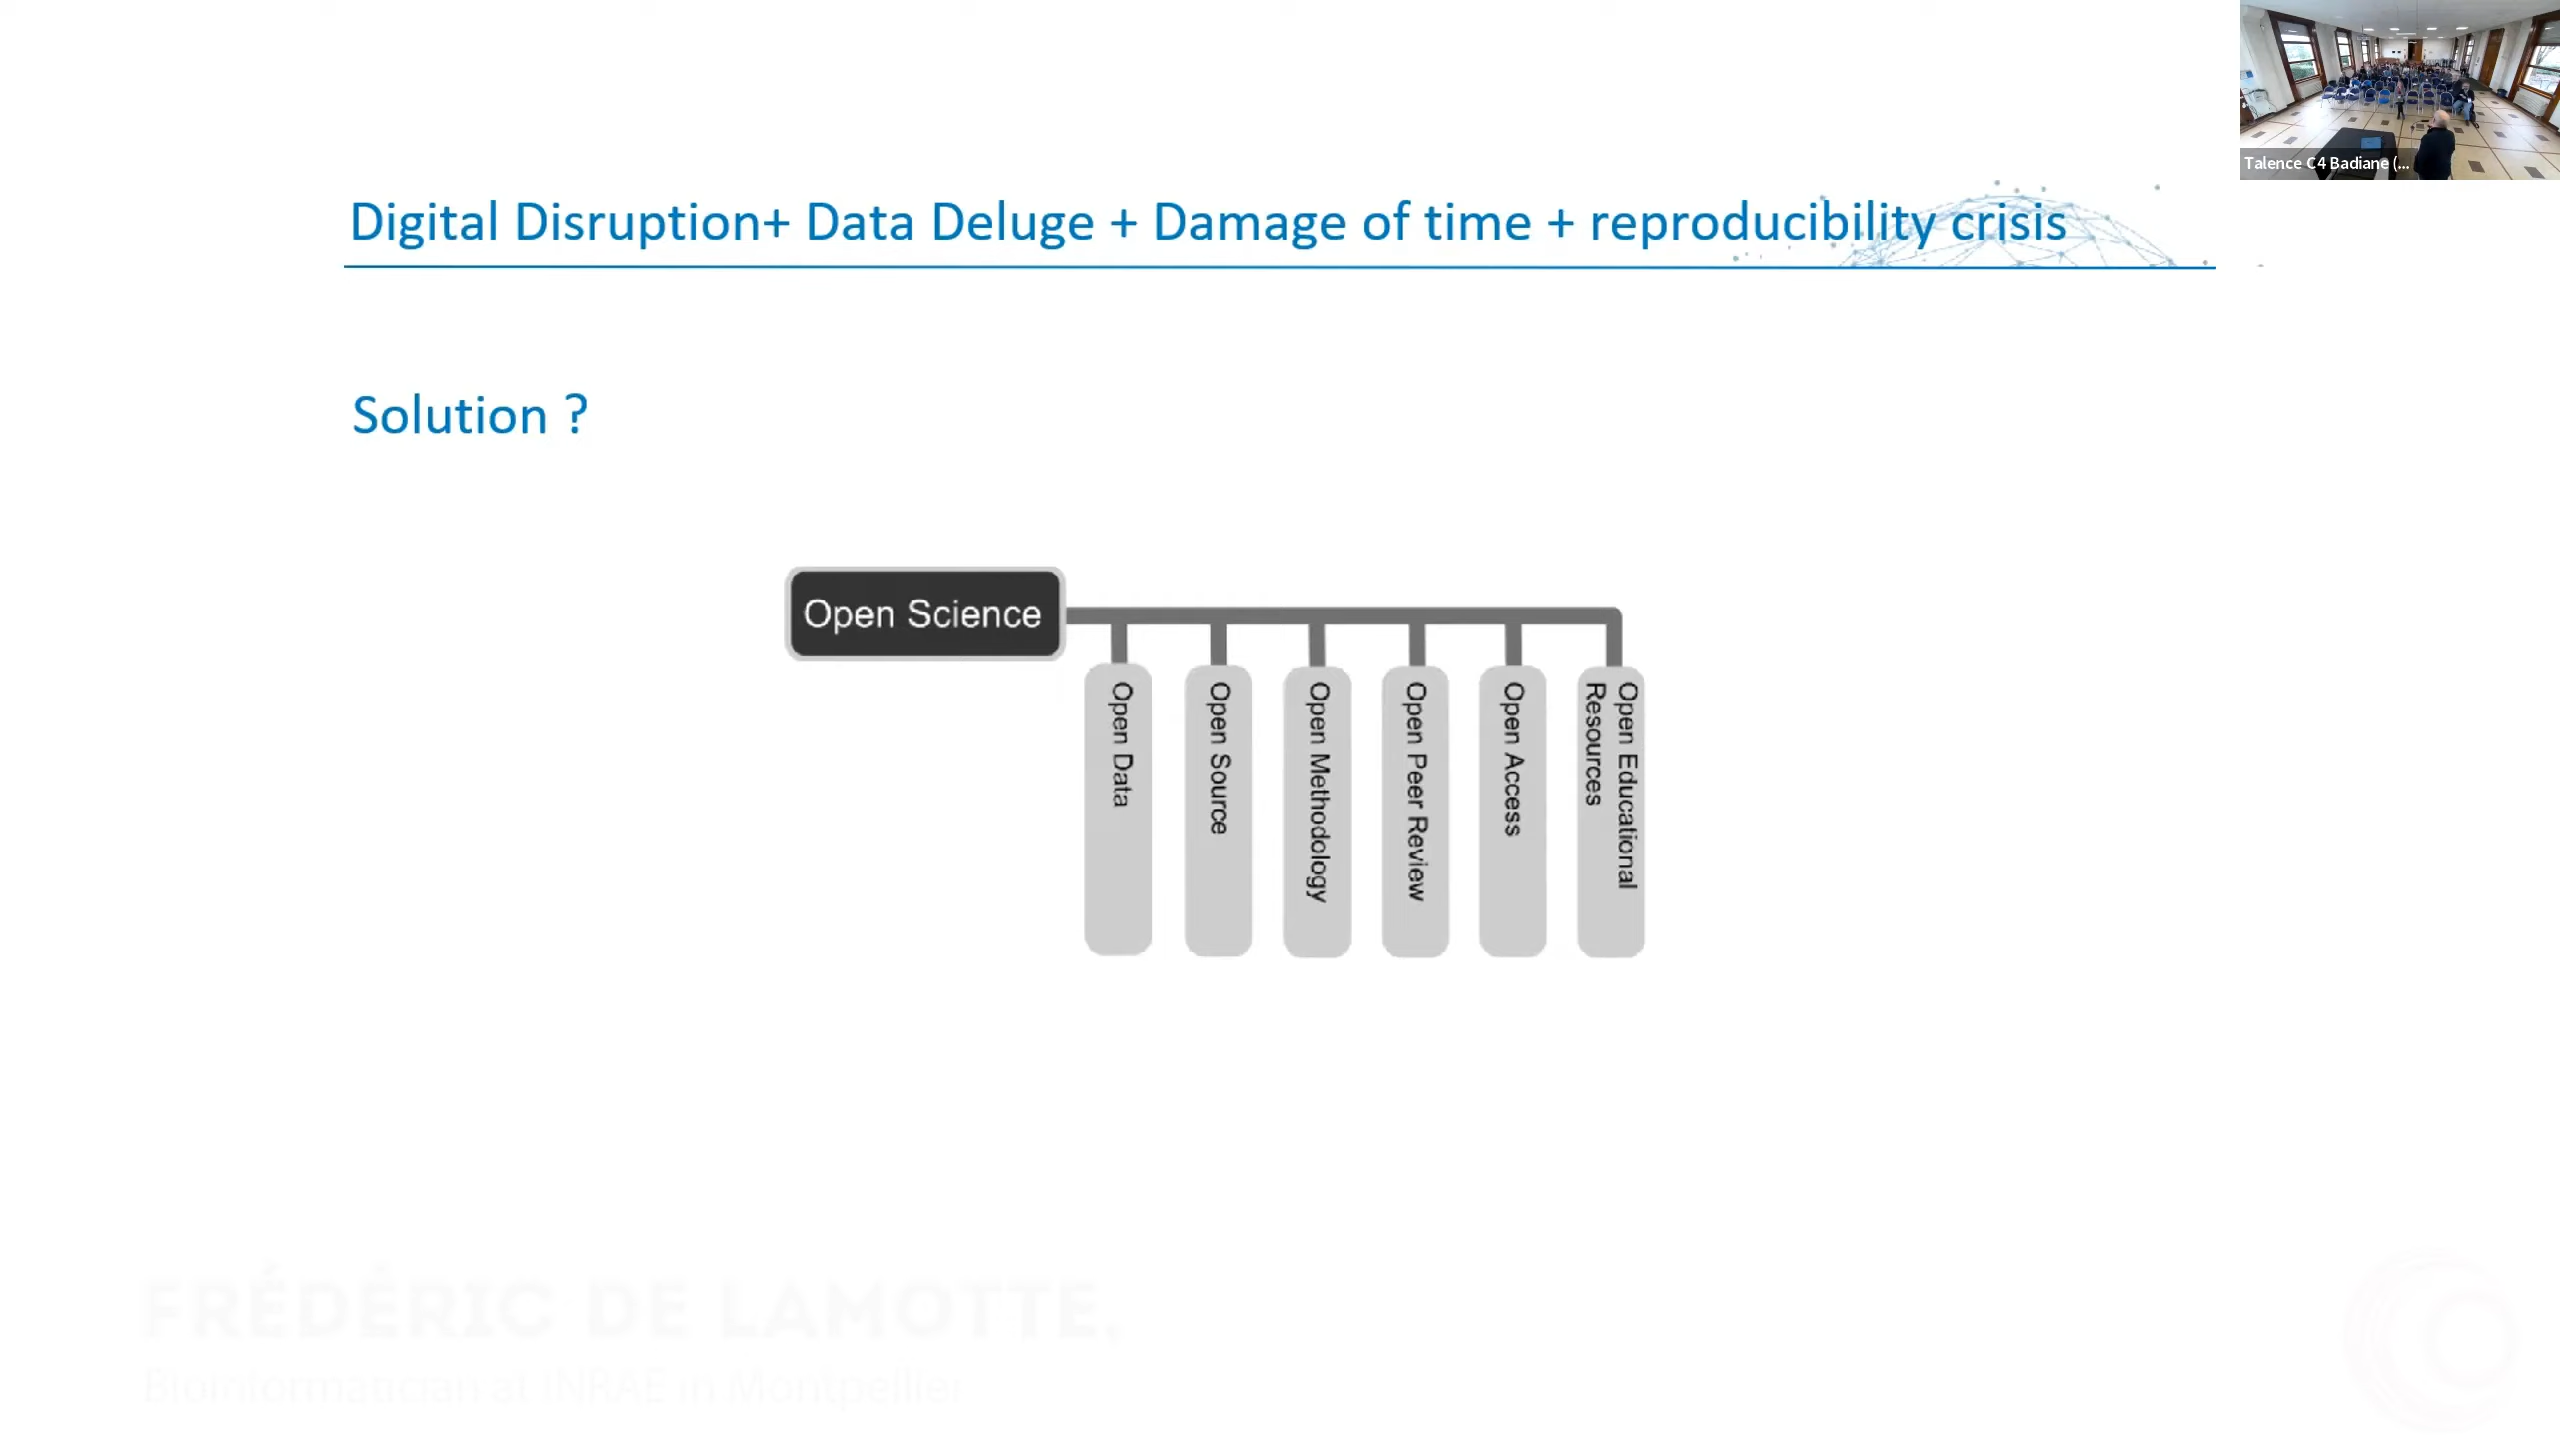 Talence C4 Badiane (...
Digital Disruption+ Data Deluge + Damage of time + reproducibility crisis
Solution ?
Open Science
Open Data
Open Source
Open Methodology
Open Peer Review
Open Access
Open Educational
Resources
FRÉDÉRIC DE LAMOTTE.
Bioinformatician at INRAE in Montpellier